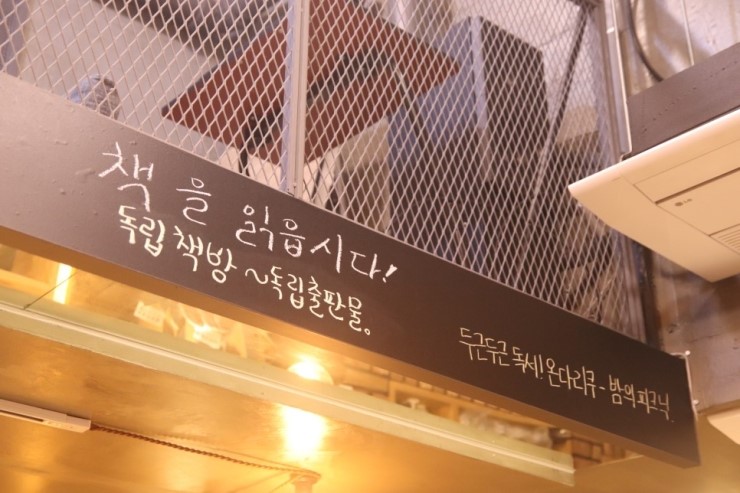 책을 읽읍시다!
독립책방 ~독립출판물。
두근두근 독서! 온다리쿠 - 밤의피크닉.
LG